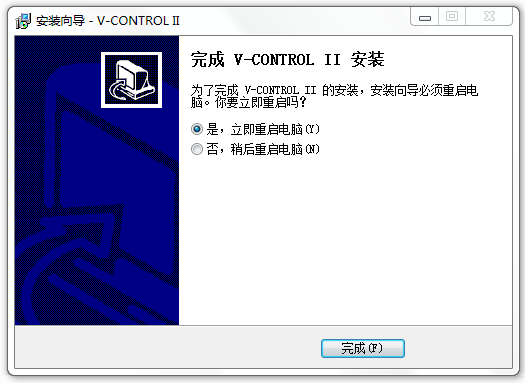 安装向导 - V-CONTROL II
完成 V-CONTROL II 安装
为了完成 V-CONTROL II 的安装，安装向导必须重启电
脑。你要立即重启吗？
是，立即重启电脑(Y)
否，稍后重启电脑(N)
完成(F)